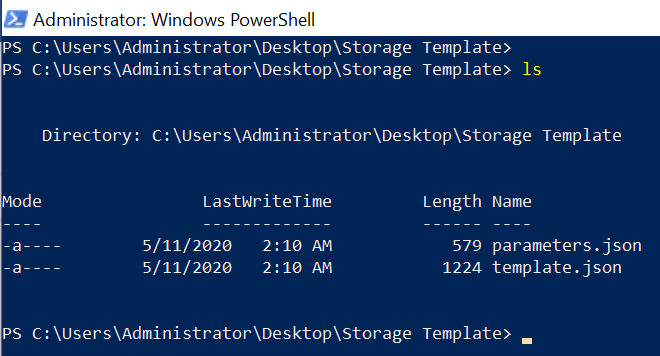 Administrator: Windows PowerShell
PS C:\Users\Administrator\Desktop\Storage Template>
PS C:\Users\Administrator\Desktop\Storage Template> ls
Directory: C:\Users\Administrator\Desktop\Storage Template
Mode LastWriteTime Length Name
---- ------------- ------ ----
-a---- 5/11/2020 2:10 AM 579 parameters.json
-a---- 5/11/2020 2:10 AM 1224 template.json
PS C:\Users\Administrator\Desktop\Storage Template>